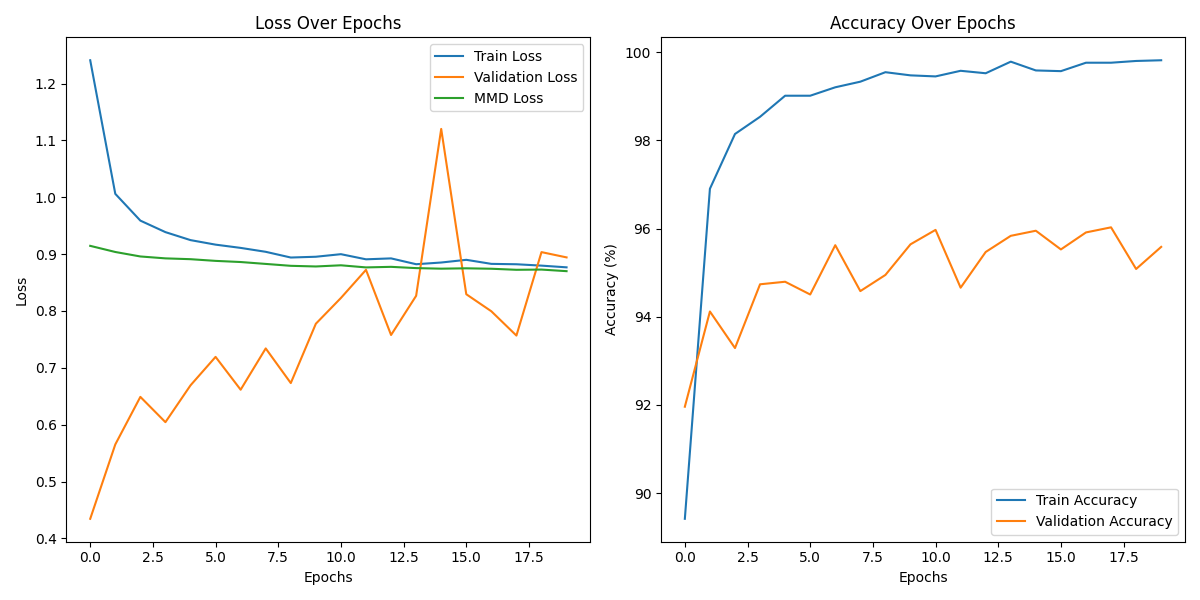 Loss Over Epochs
Train Loss
Validation Loss
MMD Loss
1.2
1.1
1.0
0.9
0.8
0.7
0.6
0.5
0.4
Loss
0.0 2.5 5.0 7.5 10.0 12.5 15.0 17.5
Epochs
Accuracy Over Epochs
100
98
96
94
92
90
Accuracy (%)
Train Accuracy
Validation Accuracy
0.0 2.5 5.0 7.5 10.0 12.5 15.0 17.5
Epochs